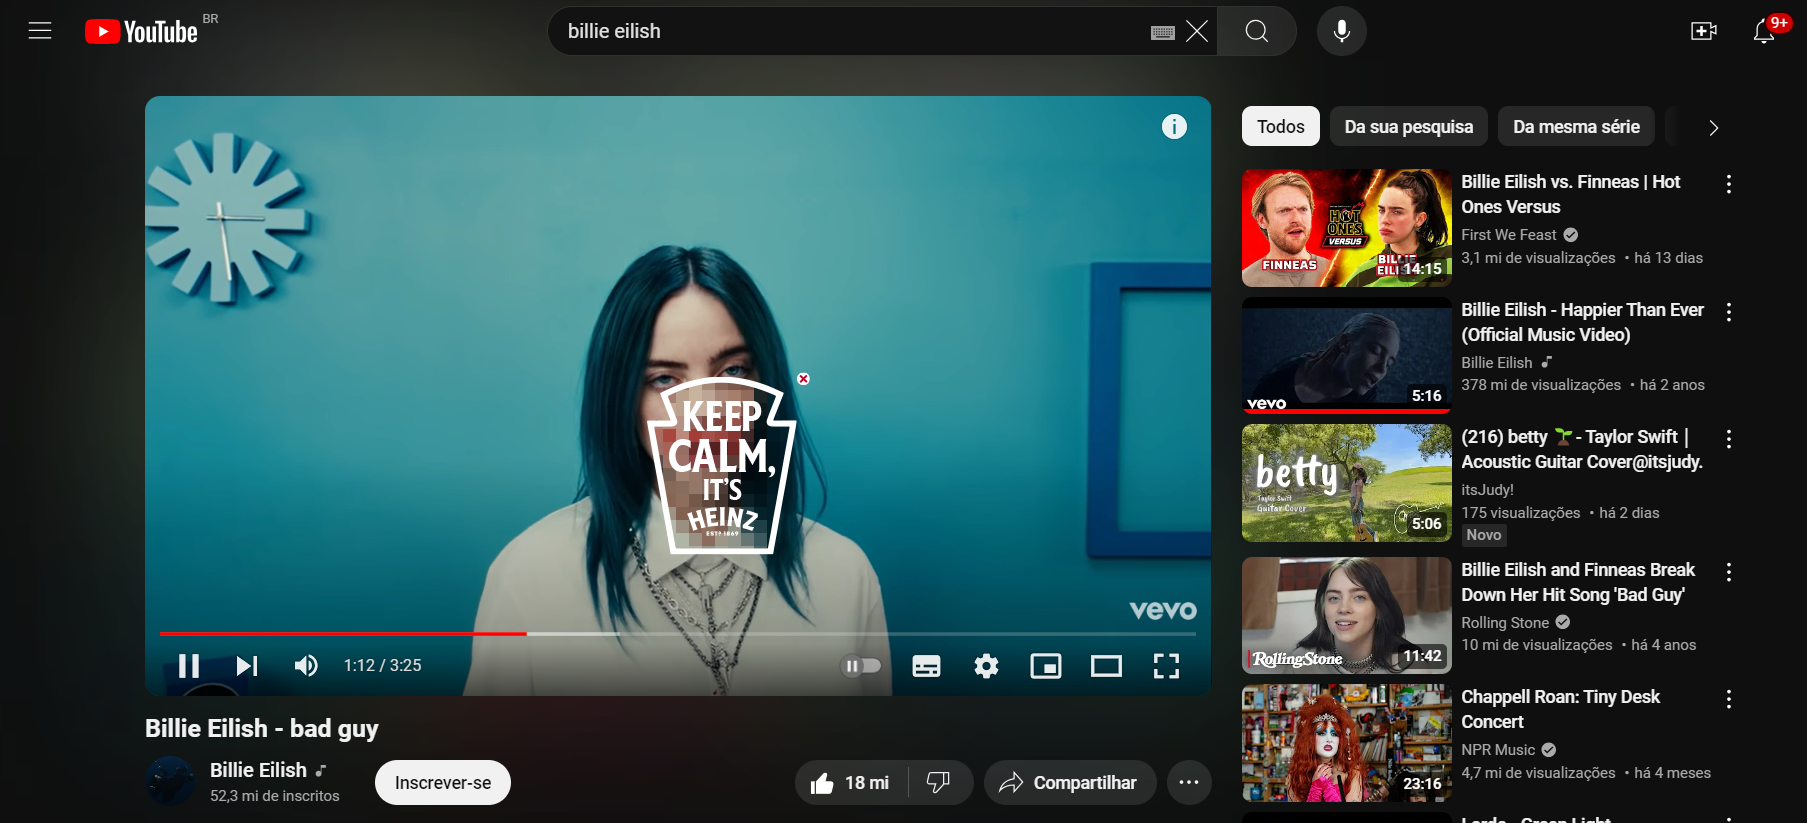 YouTube BR
billie eilish
9+
i
KEEP
CALM,
IT'S
HEINZ
ESTD 1869
vevo
1:12 / 3:25
Billie Eilish - bad guy
Billie Eilish
52,3 mi de inscritos
Inscrever-se
18 mi
Compartilhar
Todos
Da sua pesquisa
Da mesma série
HOT
ONES
VERSUS
FINNEAS
BILLIE
14:15
Billie Eilish vs. Finneas | Hot
Ones Versus
First We Feast
3,1 mi de visualizações • há 13 dias
vevo
5:16
Billie Eilish - Happier Than Ever
(Official Music Video)
Billie Eilish
378 mi de visualizações • há 2 anos
betty
Taylor Swift
Guitar Cover
5:06
(216) betty 🌱- Taylor Swift |
Acoustic Guitar Cover@itsjudy.
itsJudy!
175 visualizações • há 2 dias
Novo
RollingStone
11:42
Billie Eilish and Finneas Break
Down Her Hit Song 'Bad Guy'
Rolling Stone
10 mi de visualizações • há 4 anos
23:16
Chappell Roan: Tiny Desk
Concert
NPR Music
4,7 mi de visualizações • há 4 meses